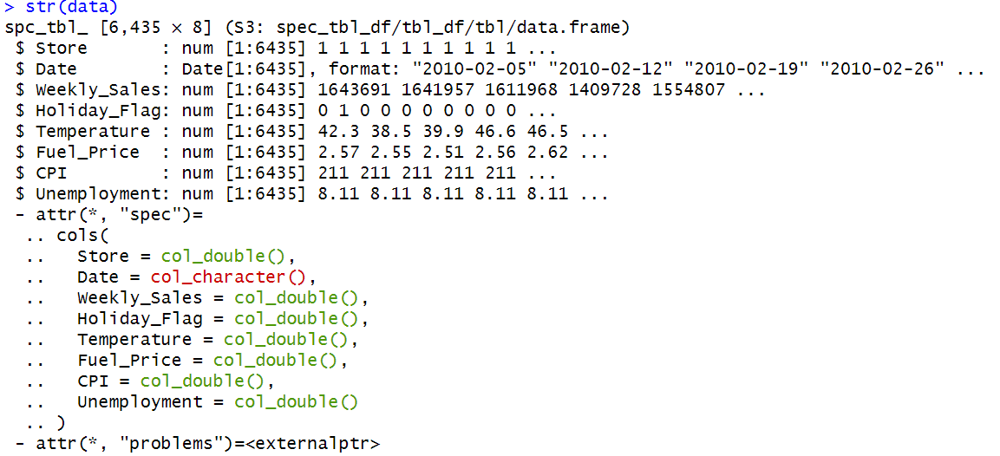 > str(data)
spc_tbl_ [6,435 × 8] (S3: spec_tbl_df/tbl_df/tbl/data.frame)
 $ Store       : num [1:6435] 1 1 1 1 1 1 1 1 1 1 ...
 $ Date        : Date[1:6435], format: "2010-02-05" "2010-02-12" "2010-02-19" "2010-02-26" ...
 $ Weekly_Sales: num [1:6435] 1643691 1641957 1611968 1409728 1554807 ...
 $ Holiday_Flag: num [1:6435] 0 1 0 0 0 0 0 0 0 0 ...
 $ Temperature : num [1:6435] 42.3 38.5 39.9 46.6 46.5 ...
 $ Fuel_Price  : num [1:6435] 2.57 2.55 2.51 2.56 2.62 ...
 $ CPI         : num [1:6435] 211 211 211 211 211 ...
 $ Unemployment: num [1:6435] 8.11 8.11 8.11 8.11 8.11 ...
 - attr(*, "spec")=
  .. cols(
  ..   Store = col_double(),
  ..   Date = col_character(),
  ..   Weekly_Sales = col_double(),
  ..   Holiday_Flag = col_double(),
  ..   Temperature = col_double(),
  ..   Fuel_Price = col_double(),
  ..   CPI = col_double(),
  ..   Unemployment = col_double()
  .. )
 - attr(*, "problems")=<externalptr>